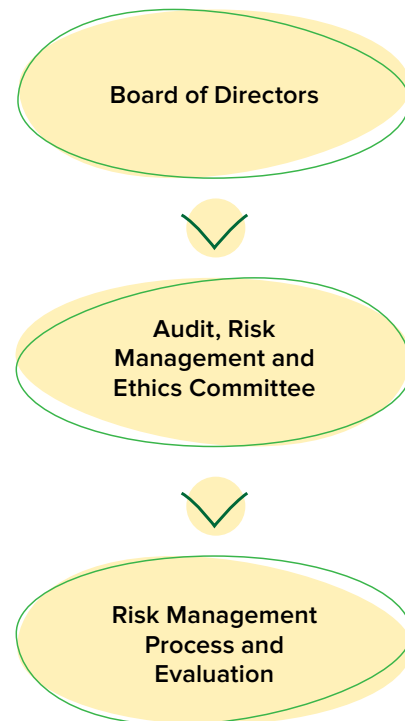 Board of Directors
Audit, Risk
Management and
Ethics Committee
Risk Management
Process and
Evaluation